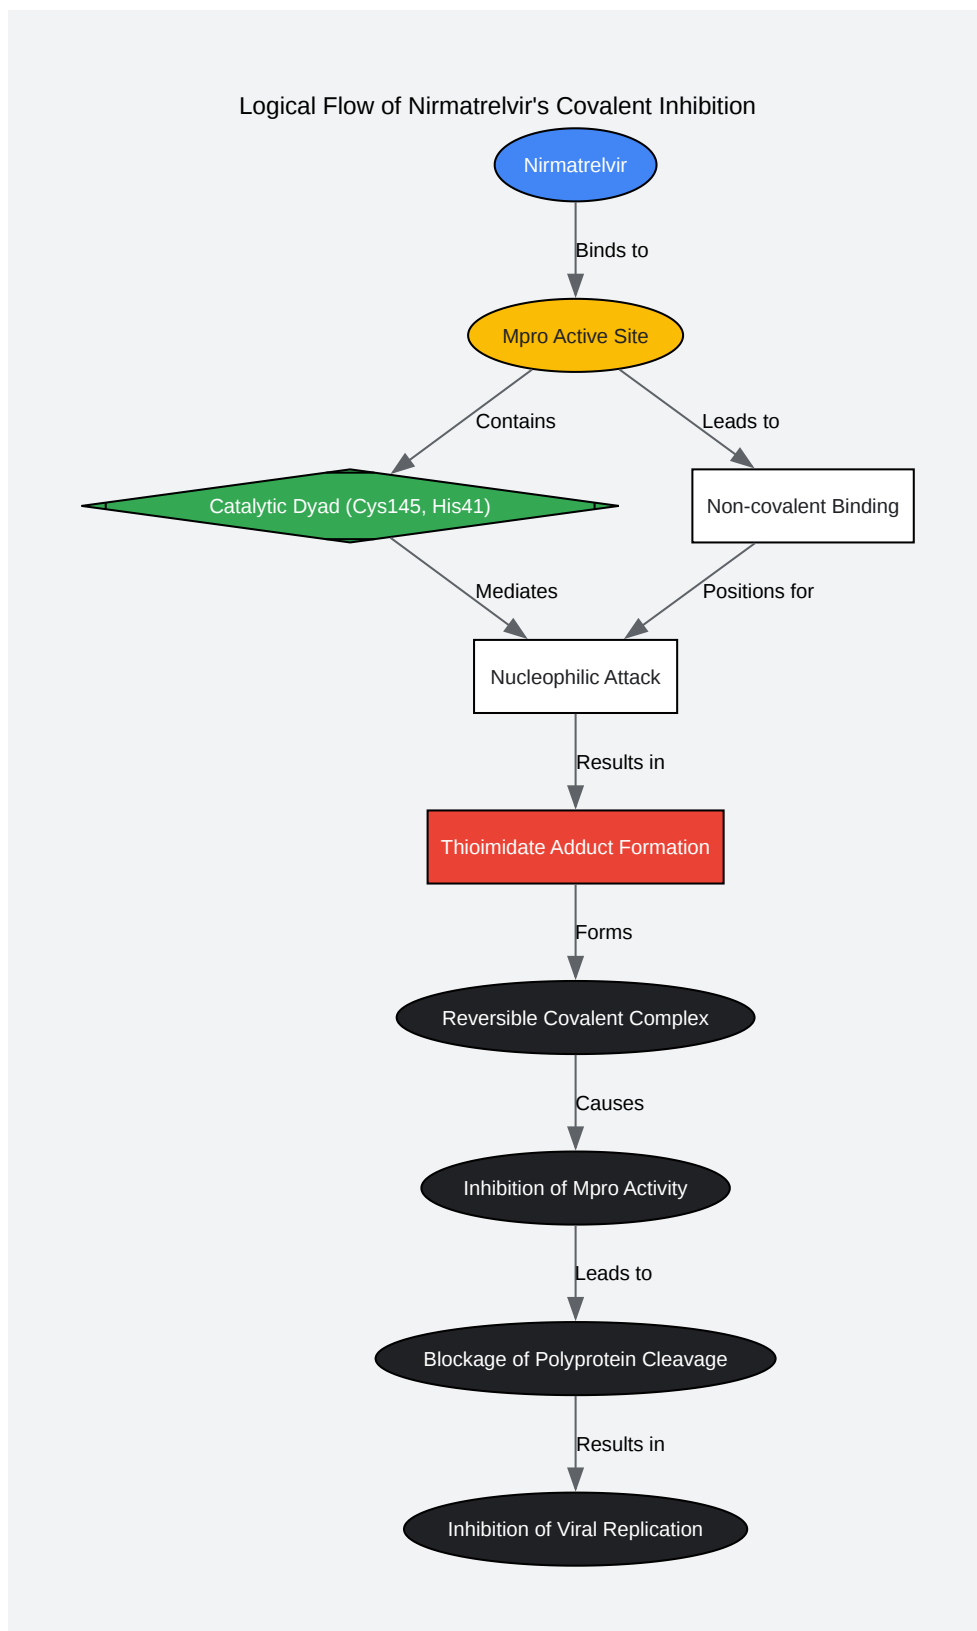 Logical Flow of Nirmatrelvir's Covalent Inhibition
Nirmatrelvir
Binds to
Mpro Active Site
Contains
Leads to
Catalytic Dyad (Cys145, His41)
Non-covalent Binding
Mediates
Positions for
Nucleophilic Attack
Results in
Thioimidate Adduct Formation
Forms
Reversible Covalent Complex
Causes
Inhibition of Mpro Activity
Leads to
Blockage of Polyprotein Cleavage
Results in
Inhibition of Viral Replication